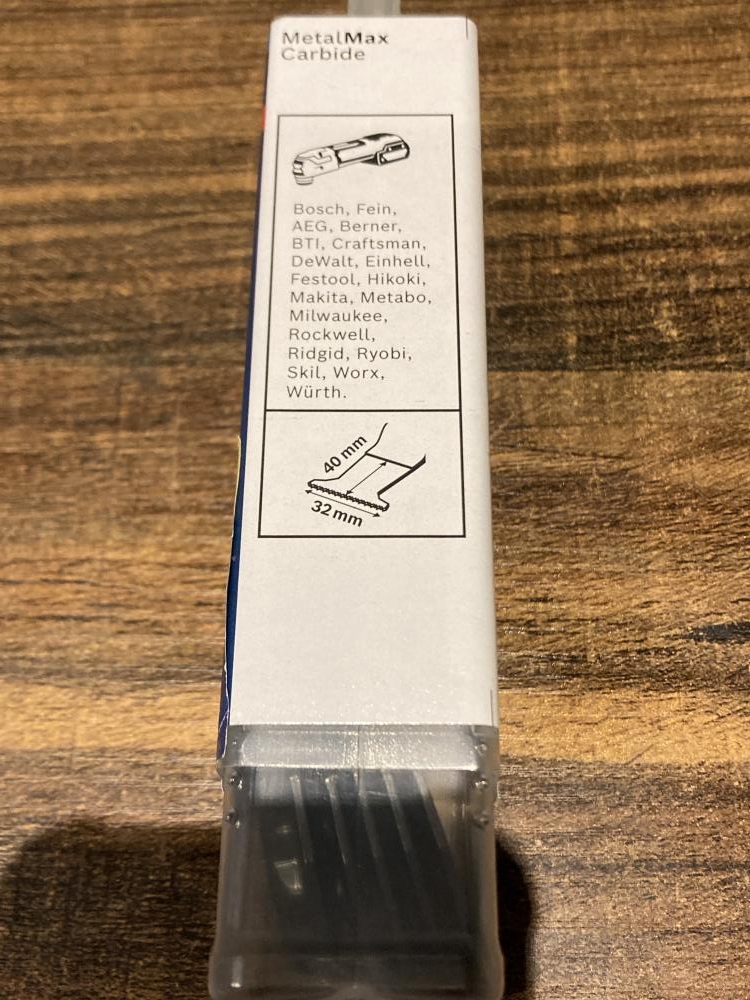 MetalMax
Carbide
Bosch, Fein,
AEG, Berner,
BTI, Craftsman,
DeWalt, Einhell,
Festool, Hikoki,
Makita, Metabo,
Milwaukee,
Rockwell,
Ridgid, Ryobi,
Skil, Worx,
Würth.
40 mm
32 mm